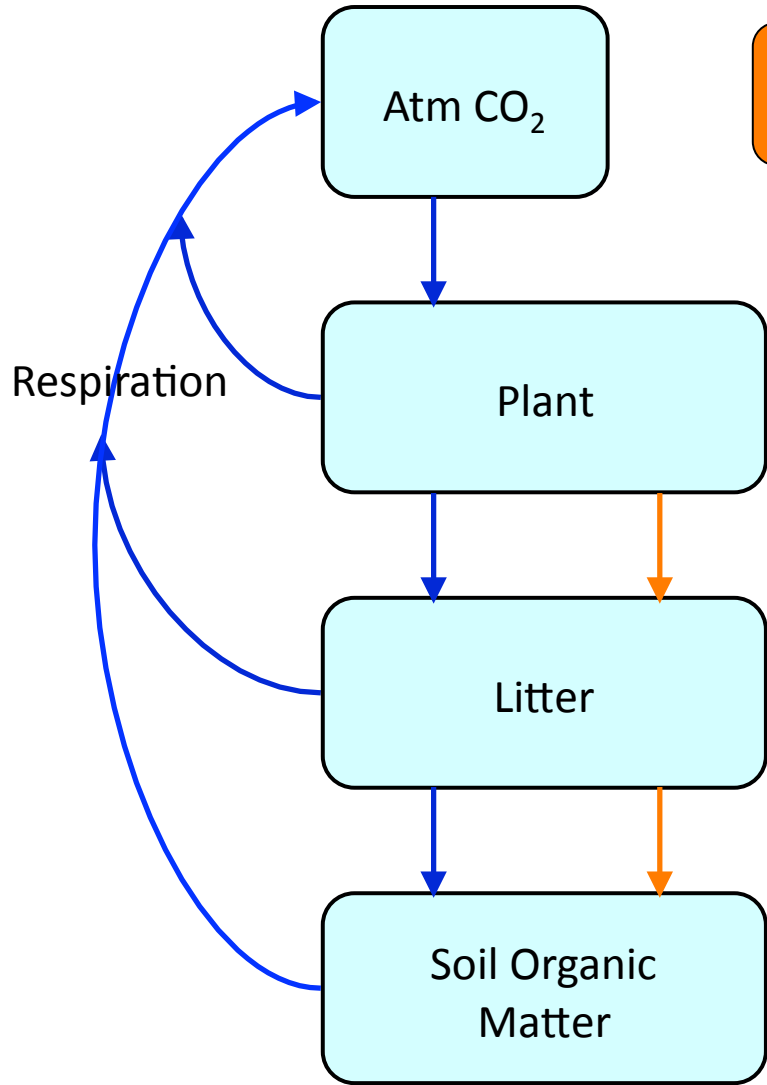 Atm CO₂
Respiration
Plant
Litter
Soil Organic
Matter